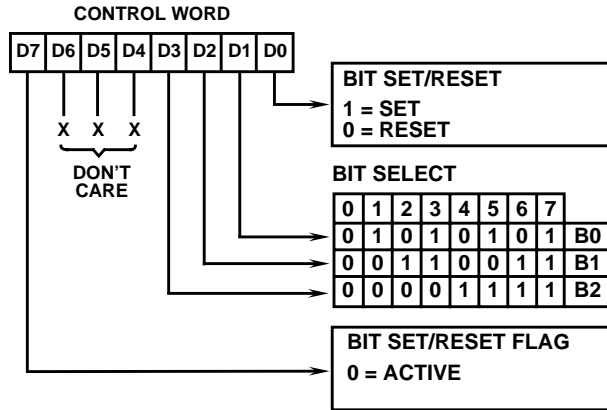 CONTROL WORD
D7 D6 D5 D4 D3 D2 D1 D0
BIT SET/RESET
1 = SET
0 = RESET
X X X
DON'T
CARE
BIT SELECT
0 1 2 3 4 5 6 7
0 1 0 1 0 1 0 1 B0
0 0 1 1 0 0 1 1 B1
0 0 0 0 1 1 1 1 B2
BIT SET/RESET FLAG
0 = ACTIVE